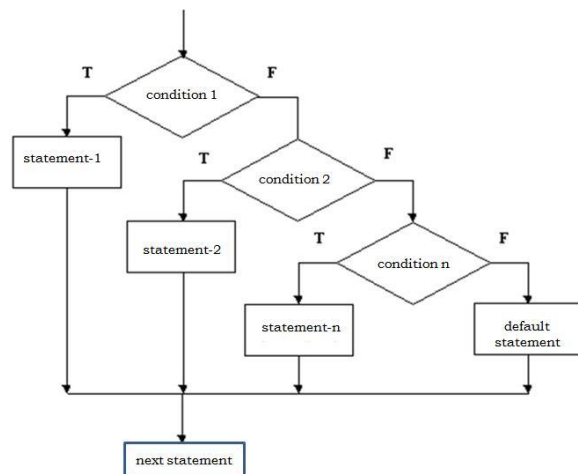 T
F
condition 1
statement-1
T
F
condition 2
statement-2
T
F
condition n
statement-n
default
statement
next statement